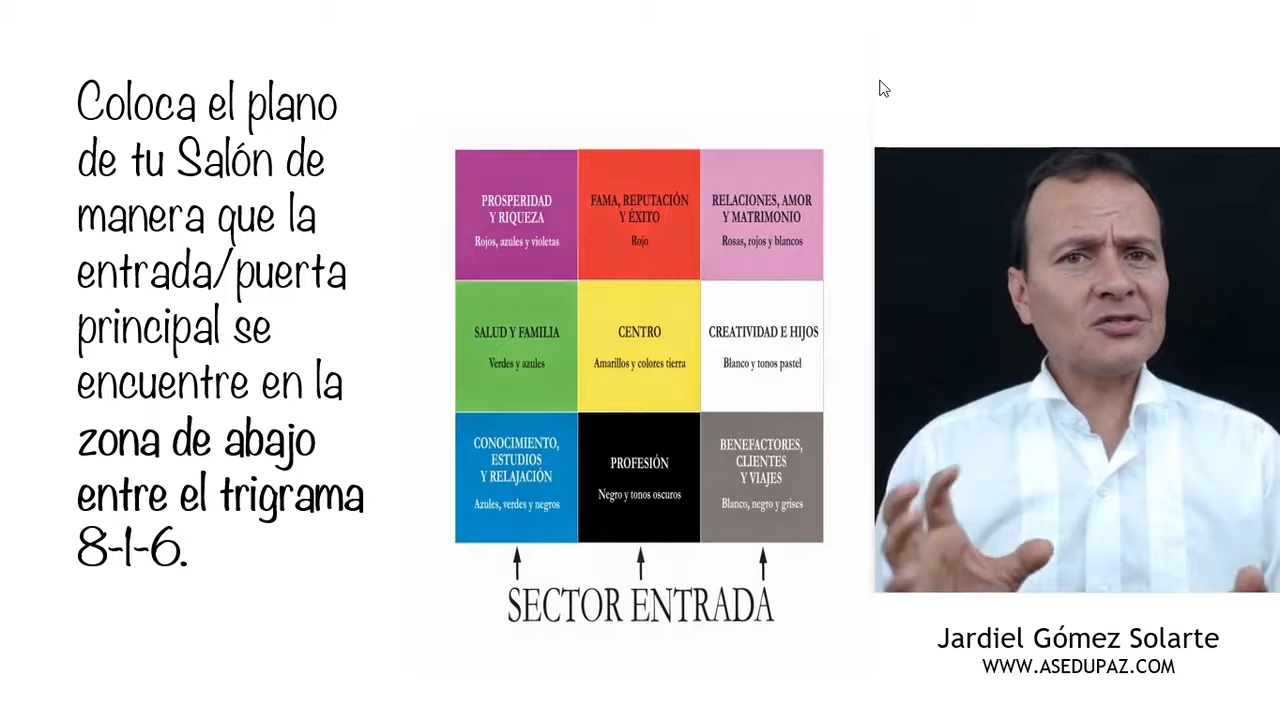 Coloca el plano
de tu Salón de
manera que la
entrada/puerta
principal se
encuentre en la
zona de abajo
entre el trigrama
8-1-6.
PROSPERIDAD
Y RIQUEZA
Rojos, azules y violetas
FAMA, REPUTACIÓN
Y ÉXITO
Rojo
RELACIONES, AMOR
Y MATRIMONIO
Rosas, rojos y blancos
SALUD Y FAMILIA
Verdes y azules
CENTRO
Amarillos y colores tierra
CREATIVIDAD E HIJOS
Blanco y tonos pastel
CONOCIMIENTO,
ESTUDIOS
Y RELAJACIÓN
Azules, verdes y negros
PROFESIÓN
Negro y tonos oscuros
BENEFACTORES,
CLIENTES
Y VIAJES
Blanco, negro y grises
SECTOR ENTRADA
Jardiel Gómez Solarte
WWW.ASEDUPAZ.COM